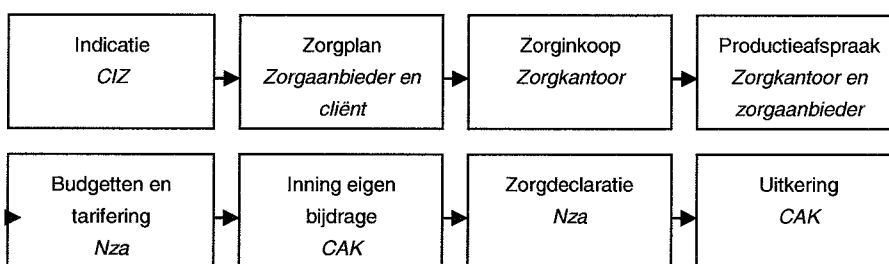 Indicatie
CIZ
Zorgplan
Zorgaanbieder en
cliënt
Zorginkoop
Zorgkantoor
Productieafspraak
Zorgkantoor en
zorgaanbieder
Budgetten en
tarifering
Nza
Inning eigen
bijdrage
CAK
Zorgdeclaratie
Nza
Uitkering
CAK